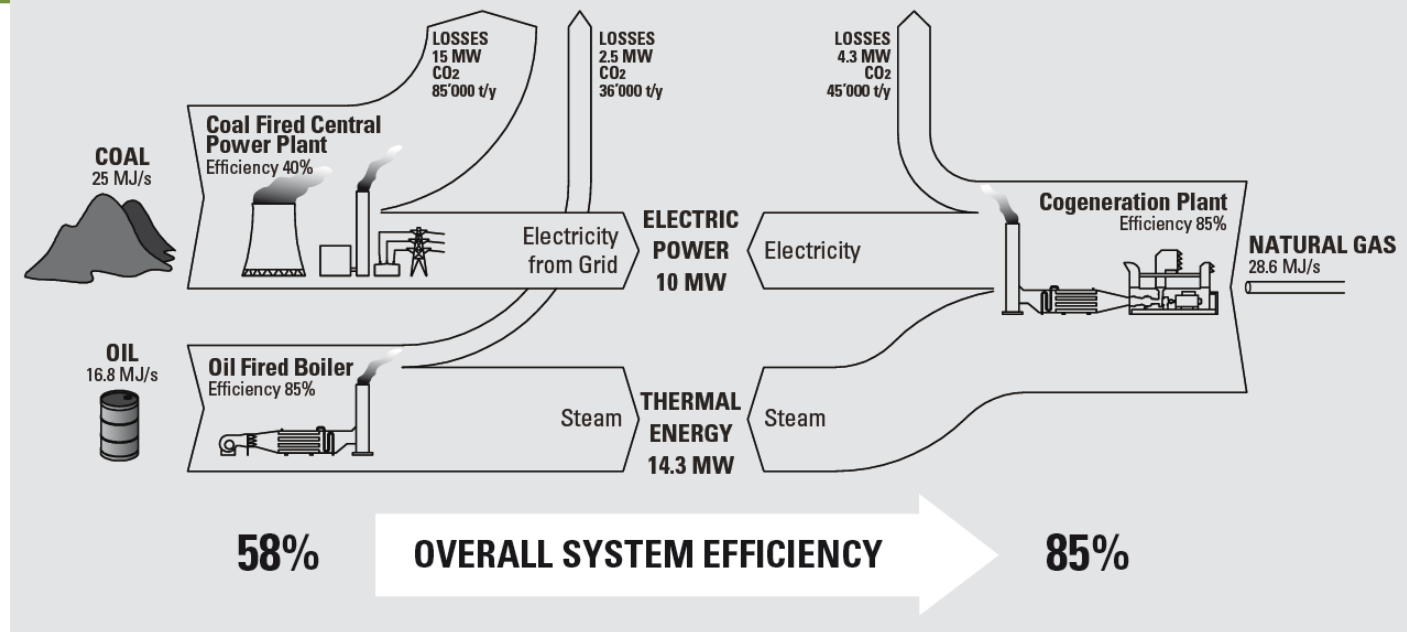 LOSSES
15 MW
CO2
85'000 t/y
LOSSES
2.5 MW
CO2
36'000 t/y
LOSSES
4.3 MW
CO2
45'000 t/y
COAL
25 MJ/s
Coal Fired Central
Power Plant
Efficiency 40%
Electricity
from Grid
ELECTRIC
POWER
10 MW
Electricity
Cogeneration Plant
Efficiency 85%
NATURAL GAS
28.6 MJ/s
OIL
16.8 MJ/s
Oil Fired Boiler
Efficiency 85%
Steam
THERMAL
ENERGY
14.3 MW
Steam
58%
OVERALL SYSTEM EFFICIENCY
85%